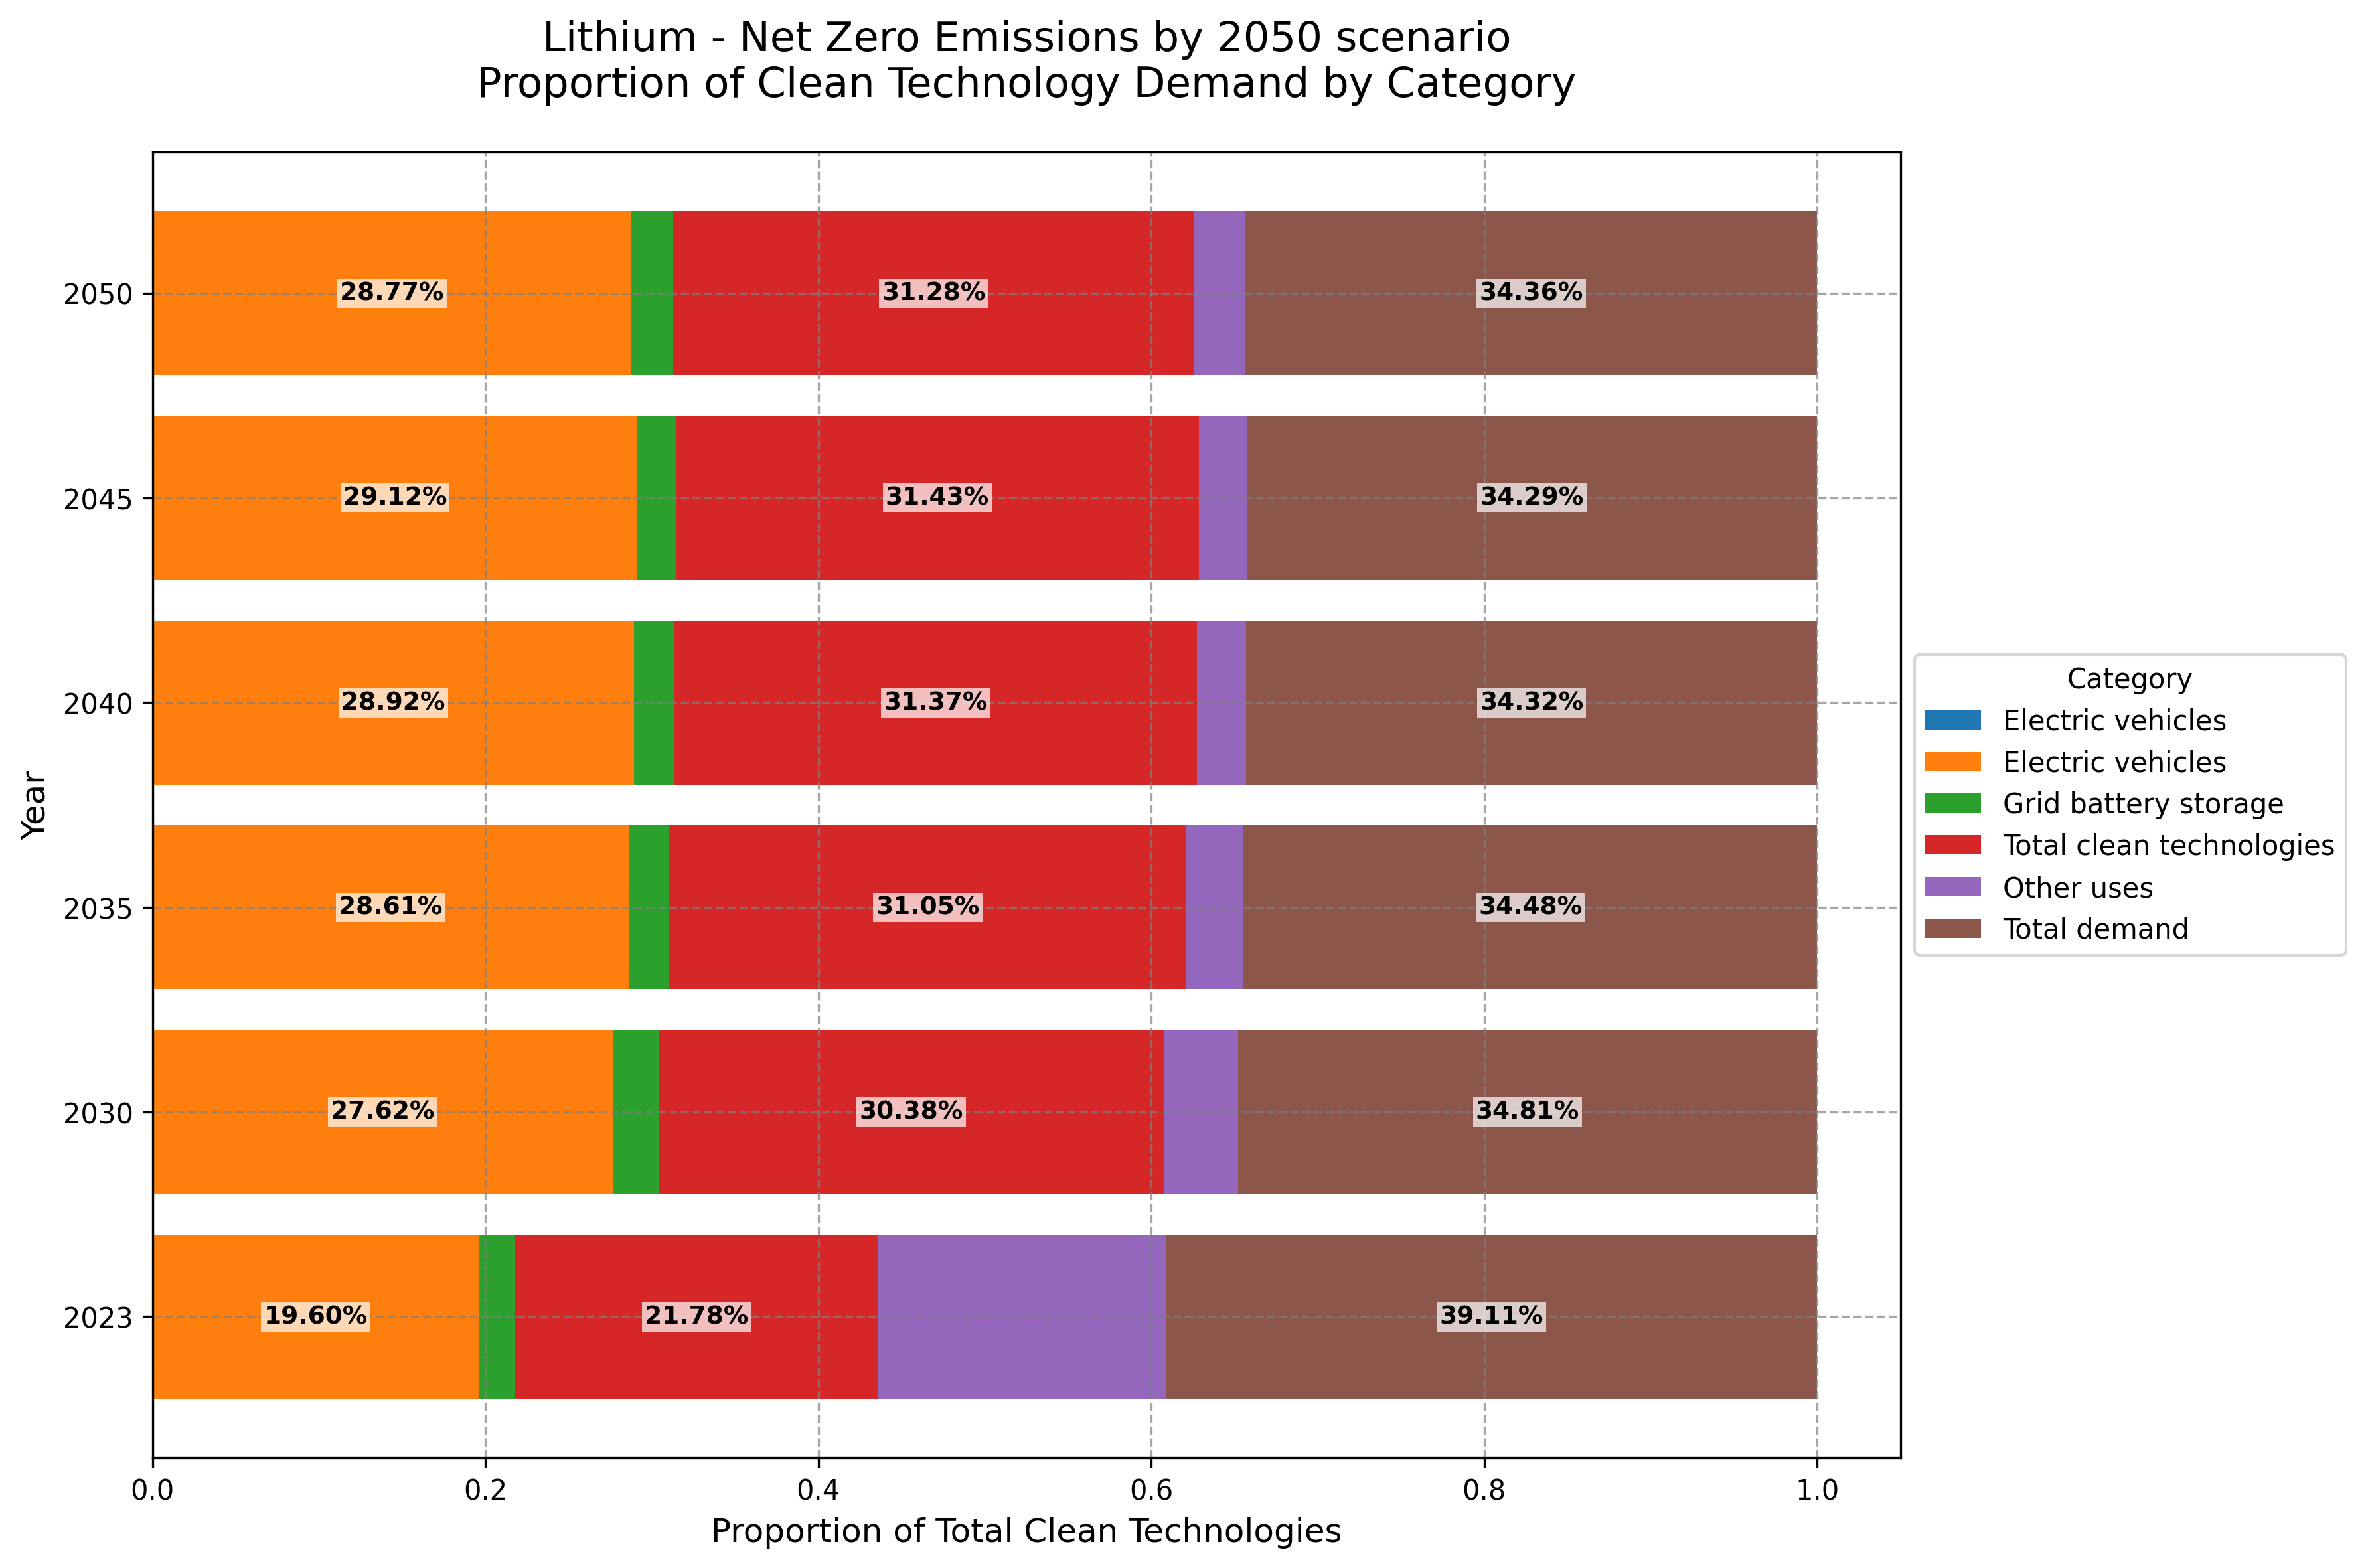 Lithium - Net Zero Emissions by 2050 scenario
Proportion of Clean Technology Demand by Category
Year
2050
28.77%
31.28%
34.36%
2045
29.12%
31.43%
34.29%
2040
28.92%
31.37%
34.32%
2035
28.61%
31.05%
34.48%
2030
27.62%
30.38%
34.81%
2023
19.60%
21.78%
39.11%
0.0
0.2
0.4
0.6
0.8
1.0
Proportion of Total Clean Technologies
Category
Electric vehicles
Electric vehicles
Grid battery storage
Total clean technologies
Other uses
Total demand